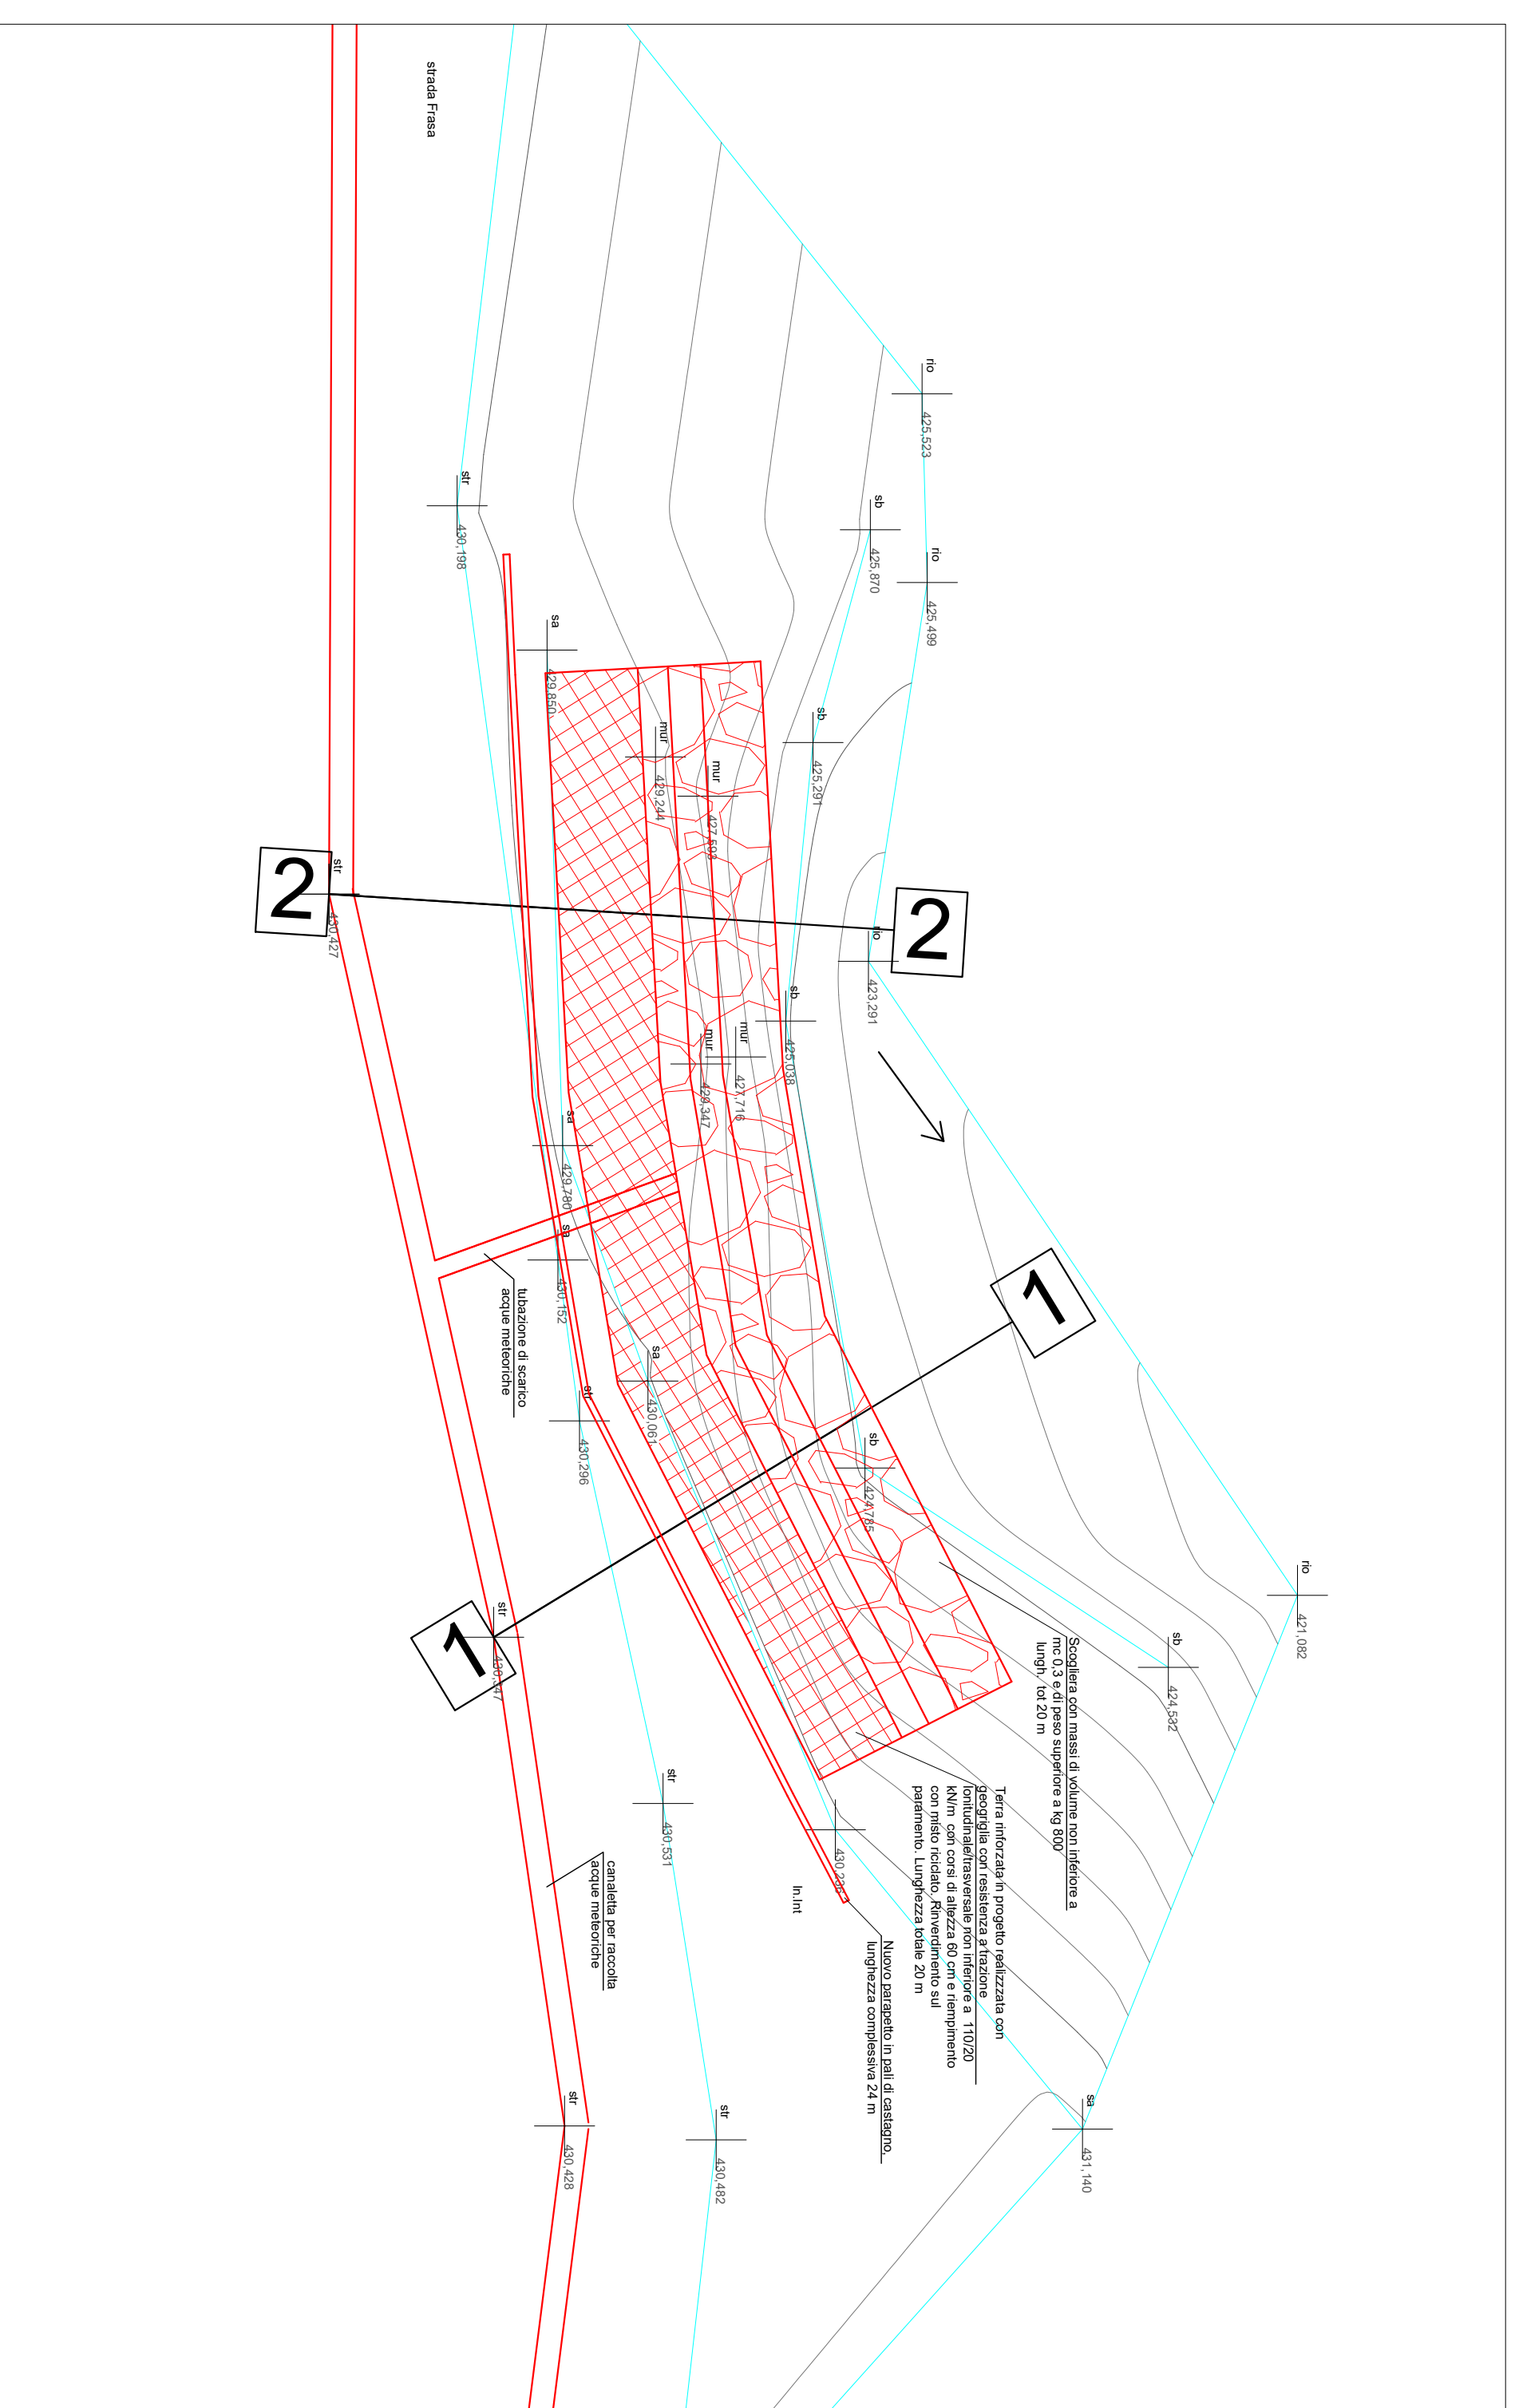 strada Frasa
rio
425,523
sb
425,870
rio
425,499
str
430,198
sa
429,850
sb
425,291
mur
429,244
mur
427,593
2
str
430,427
2
rio
423,291
sb
425,038
mur
427,716
mur
429,347
sa
429,780
sa
430,152
tubazione di scarico
acque meteoriche
1
sa
430,061
str
430,296
sb
424,785
rio
421,082
sb
424,532
1
str
Scogliera con massi di volume non inferiore a
mc 0,3 e di peso superiore a kg 800
lungh. tot 20 m
Terra rinforzata in progetto realizzzata con
geogriglia con resistenza a trazione
lonitudinale/trasversale non inferiore a 110/20
kN/m con corsi di altezza 60 cm e riempimento
con misto riciclato. Rinverdimento sul
paramento. Lunghezza totale 20 m
str
430,531
In.Int
canaletta per raccolta
acque meteoriche
Nuovo parapetto in pali di castagno,
lunghezza complessiva 24 m
str
430,428
str
430,482
sa
431,140